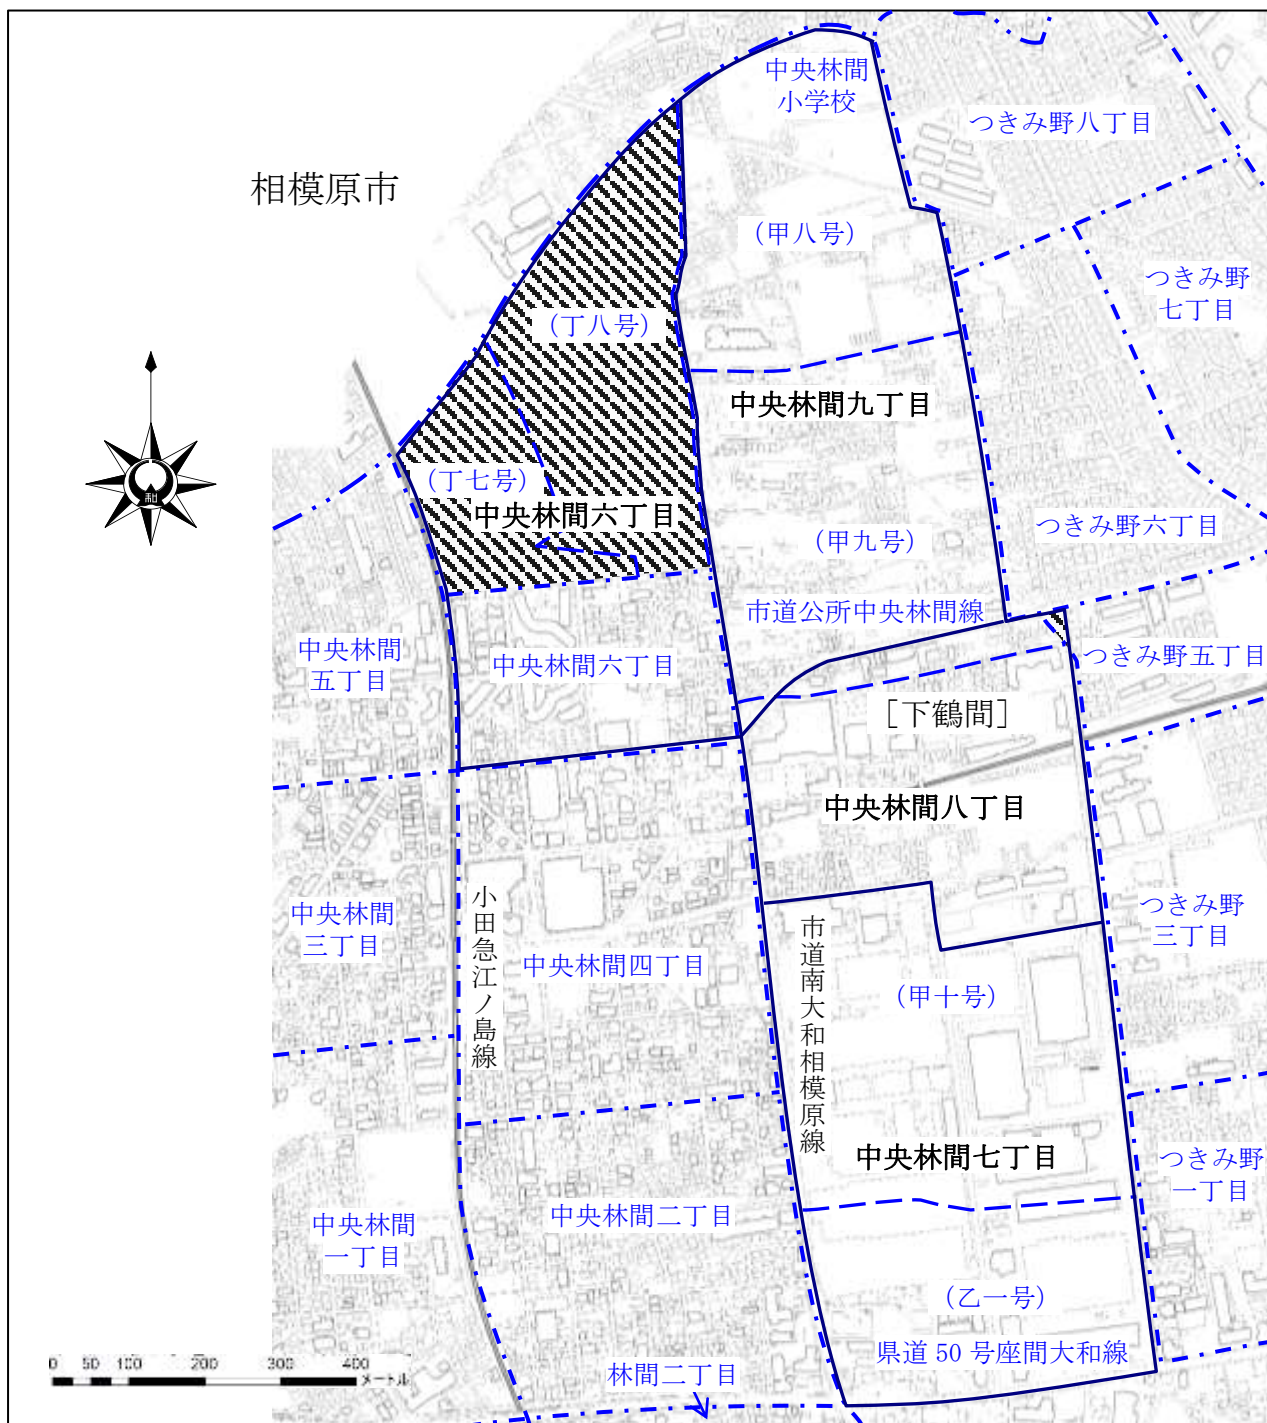 中央林間
小学校
つきみ野八丁目
相模原市
(甲八号)
つきみ野
七丁目
(丁八号)
中央林間九丁目
(丁七号)
中央林間六丁目
和
つきみ野六丁目
(甲九号)
市道公所中央林間線
中央林間
五丁目
中央林間六丁目
つきみ野五丁目
[下鶴間]
中央林間八丁目
小田急江ノ島線
中央林間
三丁目
中央林間四丁目
市道南大和相模原線
つきみ野
三丁目
(甲十号)
中央林間七丁目
つきみ野
一丁目
中央林間
一丁目
中央林間二丁目
(乙一号)
県道 50 号座間大和線
0 50 100 200 300 400
メートル
林間二丁目